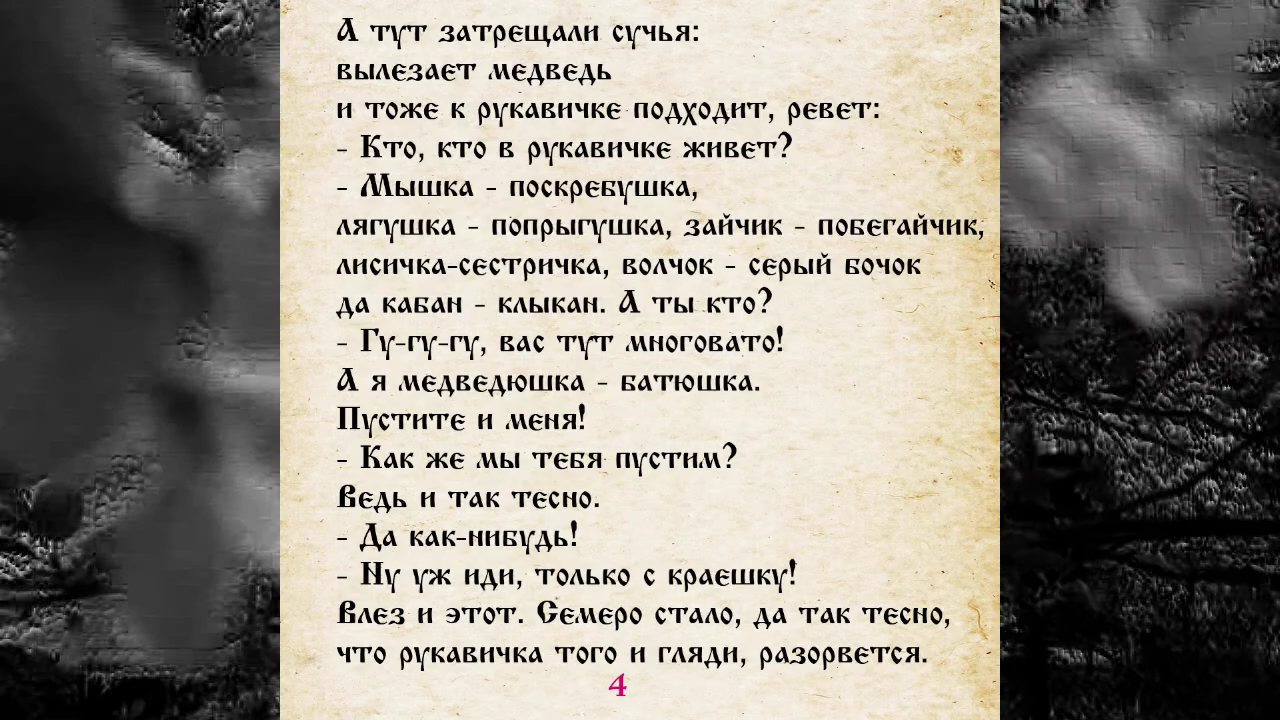 А тут затрещали сучья:
вылезает медведь
и тоже к рукавичке подходит, ревет:
- Кто, кто в рукавичке живет?
- Мышка - поскребушка,
лягушка - попрыгушка, зайчик - побегайчик,
лисичка-сестричка, волчок - серый бочок
да кабан - клыкан. А ты кто?
- Гу-гу-гу, вас тут многовато!
А я медведюшка - батюшка.
Пустите и меня!
- Как же мы тебя пустим?
Ведь и так тесно.
- Да как-нибудь!
- Ну уж иди, только с краешку!
Влез и этот. Семеро стало, да так тесно,
что рукавичка того и гляди, разорвется.
4